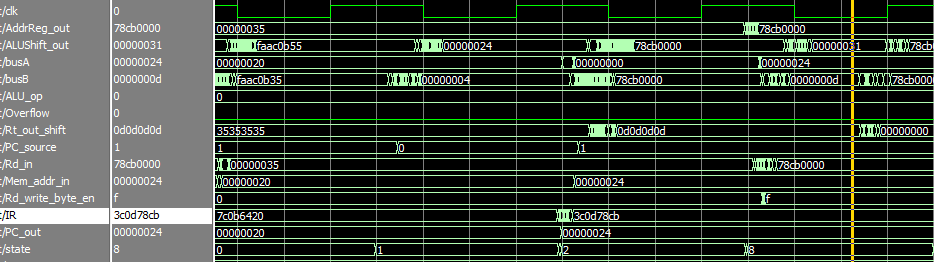 t/clk 0
t/AddrReg_out 78cb0000 00000035 78cb0000
t/ALUShift_out 00000031 faac0b55 00000024 78cb0000 00000031 78cb
t/busA 00000024 00000020 00000000 00000024
t/busB 0000000d faac0b35 00000004 78cb0000 0000000d 78cb0000
t/ALU_op 0 0
t/Overflow 0
t/Rt_out_shift 0d0d0d0d 35353535 0d0d0d0d 00000000
t/PC_source 1 1 0 1
t/Rd_in 78cb0000 00000035 78cb0000
t/Mem_addr_in 00000024 00000020 00000024
t/Rd_write_byte_en f 0 f
t/IR 3c0d78cb 7c0b6420 3c0d78cb
t/PC_out 00000024 00000020 00000024
t/state 8 0 1 2 8